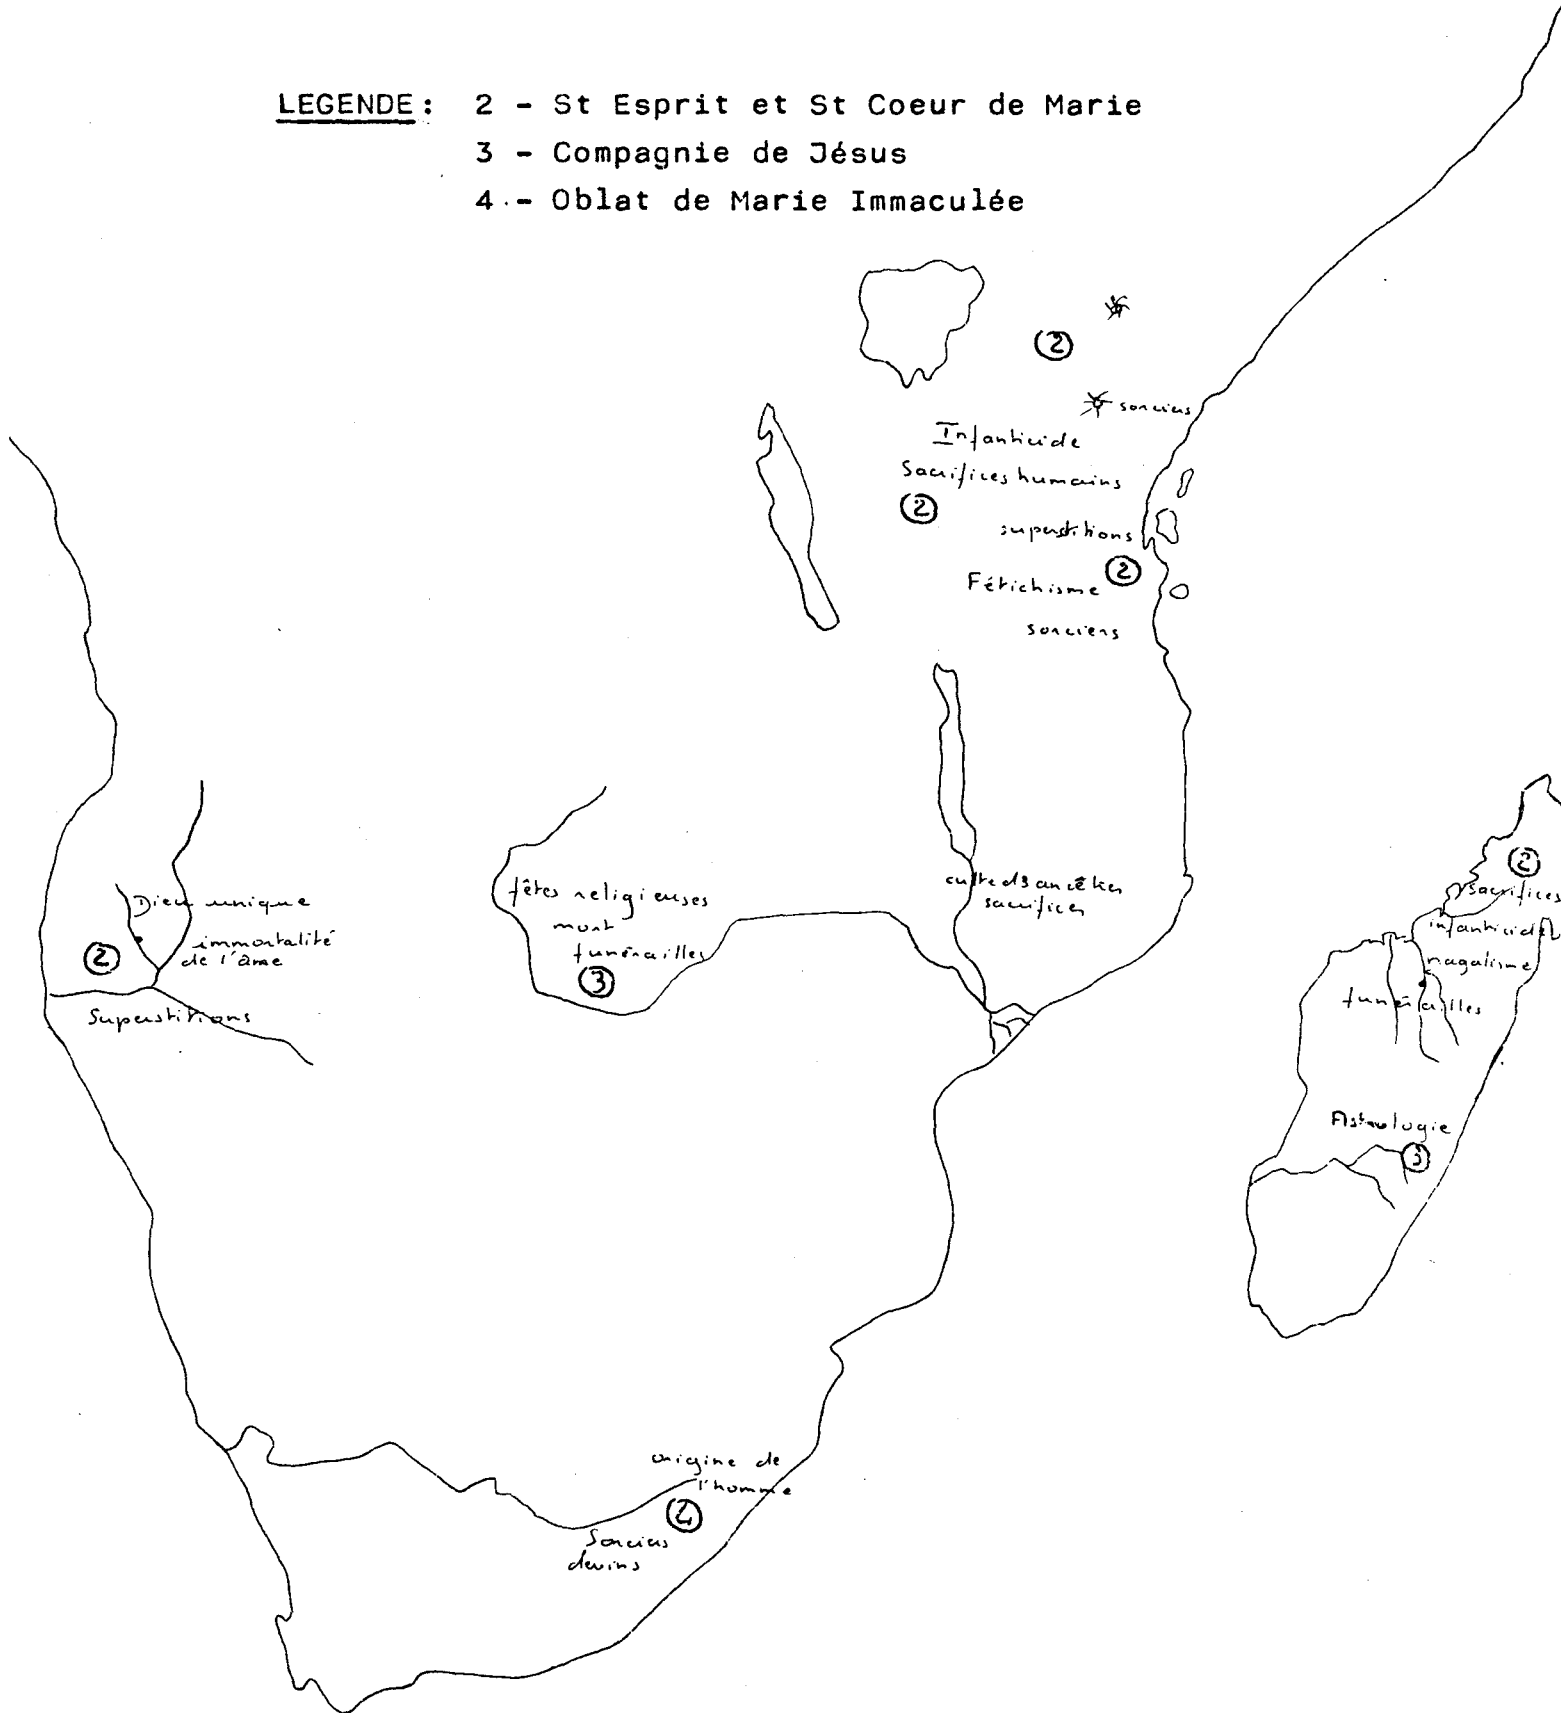 LEGENDE: 2 - St Esprit et St Coeur de Marie
3 - Compagnie de Jésus
4 - Oblat de Marie Immaculée
2
sorciers
Infanticide
Sacrifices humains
2
superstitions
2
Fétichisme
sorciers
Dieu unique
immortalité
de l'âme
2
Superstitions
fêtes religieuses
mort
funérailles
3
culte ds ancêtres
sacrifices
2
sacrifices
infanticide
funérailles
Astrologie
3
origine de
l'homme
4
Sorciers
devins